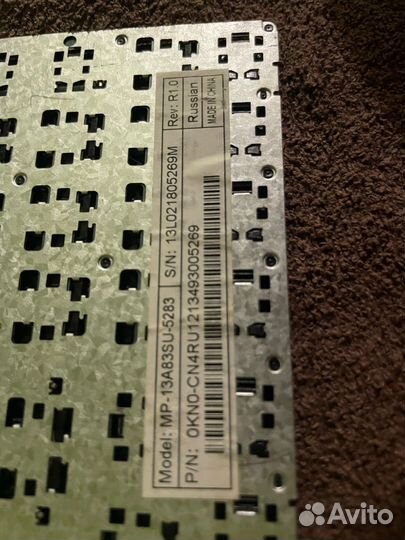 Model: MP-13A83SU-5283 S/N: 13L021805269M Rev: R1.0 Russian MADE IN CHINA
P/N: 0KN0-CN4RU1213493005269
Avito